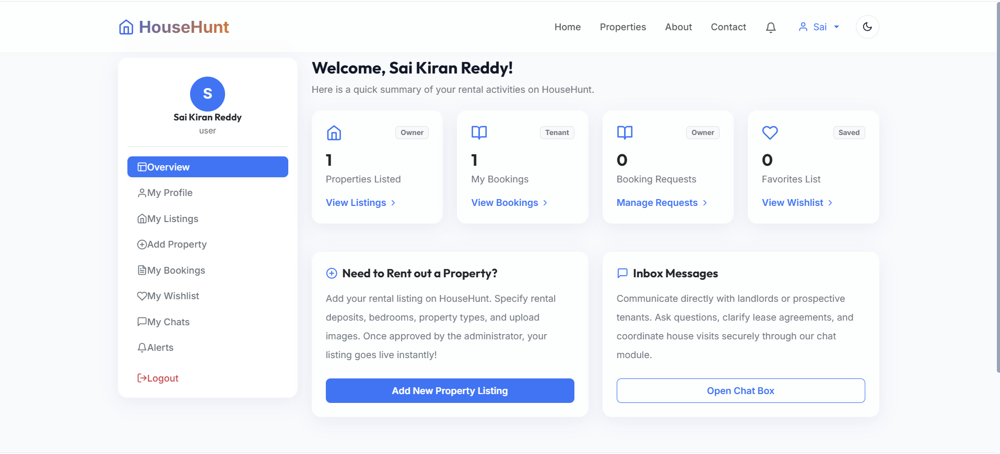 HouseHunt
Home Properties About Contact Sai
S
Sai Kiran Reddy
user
Overview
My Profile
My Listings
Add Property
My Bookings
My Wishlist
My Chats
Alerts
Logout
Welcome, Sai Kiran Reddy!
Here is a quick summary of your rental activities on HouseHunt.
Owner
1
Properties Listed
View Listings
Tenant
1
My Bookings
View Bookings
Owner
0
Booking Requests
Manage Requests
Saved
0
Favorites List
View Wishlist
Need to Rent out a Property?
Add your rental listing on HouseHunt. Specify rental
deposits, bedrooms, property types, and upload
images. Once approved by the administrator, your
listing goes live instantly!
Add New Property Listing
Inbox Messages
Communicate directly with landlords or prospective
tenants. Ask questions, clarify lease agreements, and
coordinate house visits securely through our chat
module.
Open Chat Box